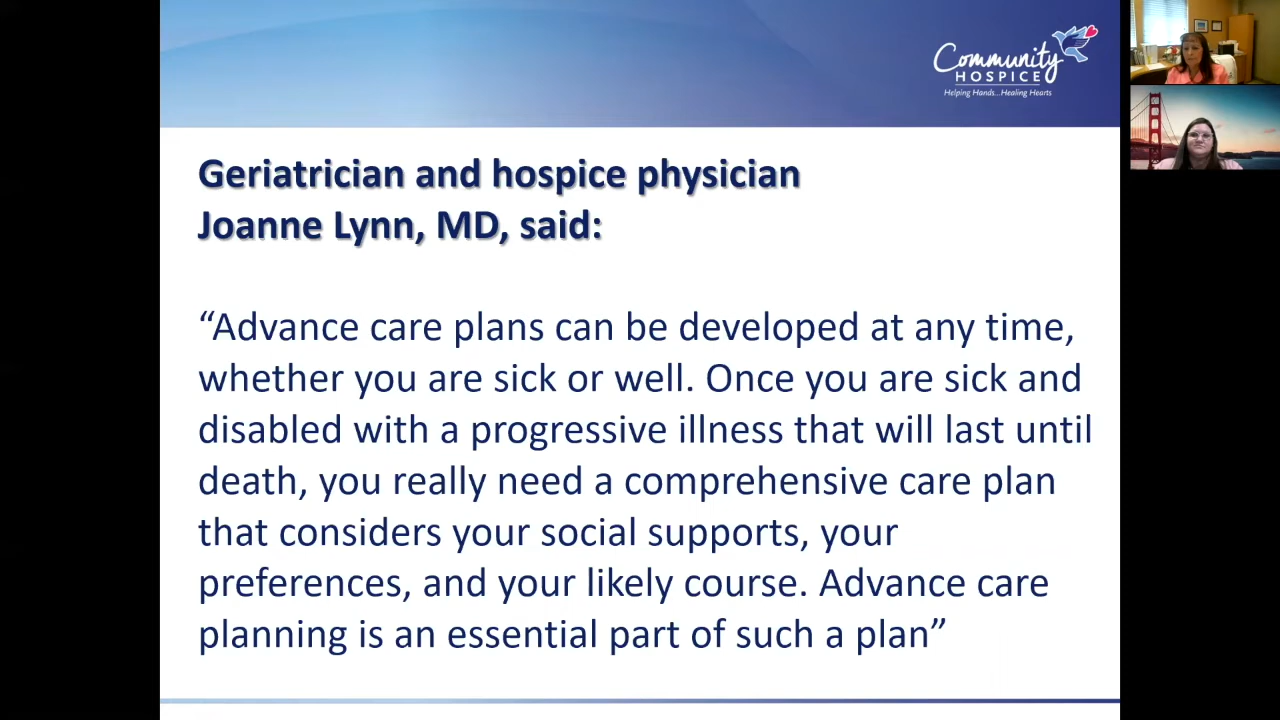 Community
HOSPICE
Helping Hands...Healing Hearts
Geriatrician and hospice physician
Joanne Lynn, MD, said:
“Advance care plans can be developed at any time,
whether you are sick or well. Once you are sick and
disabled with a progressive illness that will last until
death, you really need a comprehensive care plan
that considers your social supports, your
preferences, and your likely course. Advance care
planning is an essential part of such a plan”